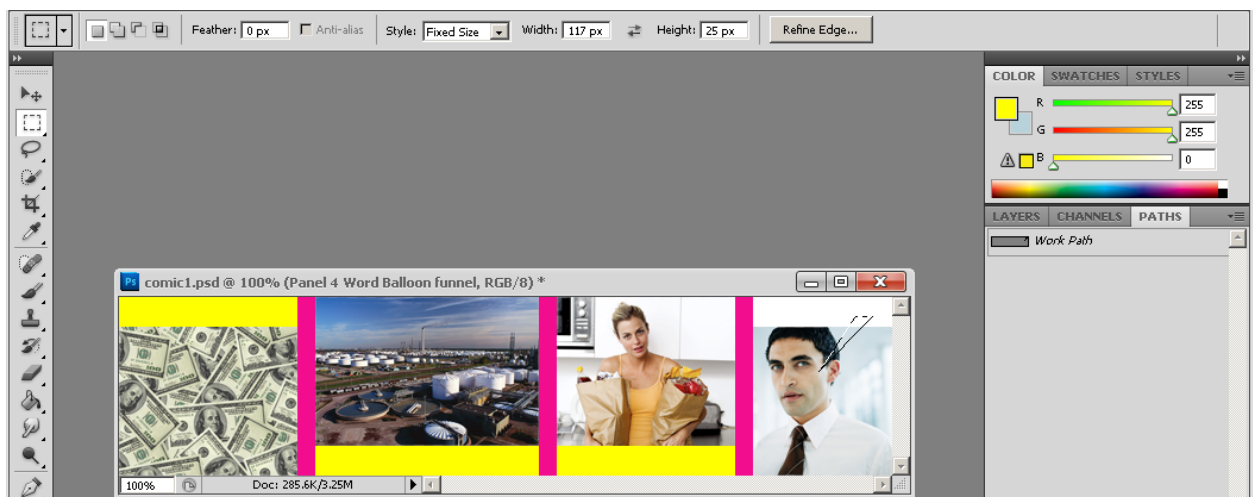 Feather: 0 px Anti-alias Style: Fixed Size Width: 117 px Height: 25 px Refine Edge...
COLOR SWATCHES STYLES
R 255
G 255
B 0
LAYERS CHANNELS PATHS
Work Path
Ps comic1.psd @ 100% (Panel 4 Word Balloon funnel, RGB/8) *
100% Doc: 285.6K/3.25M